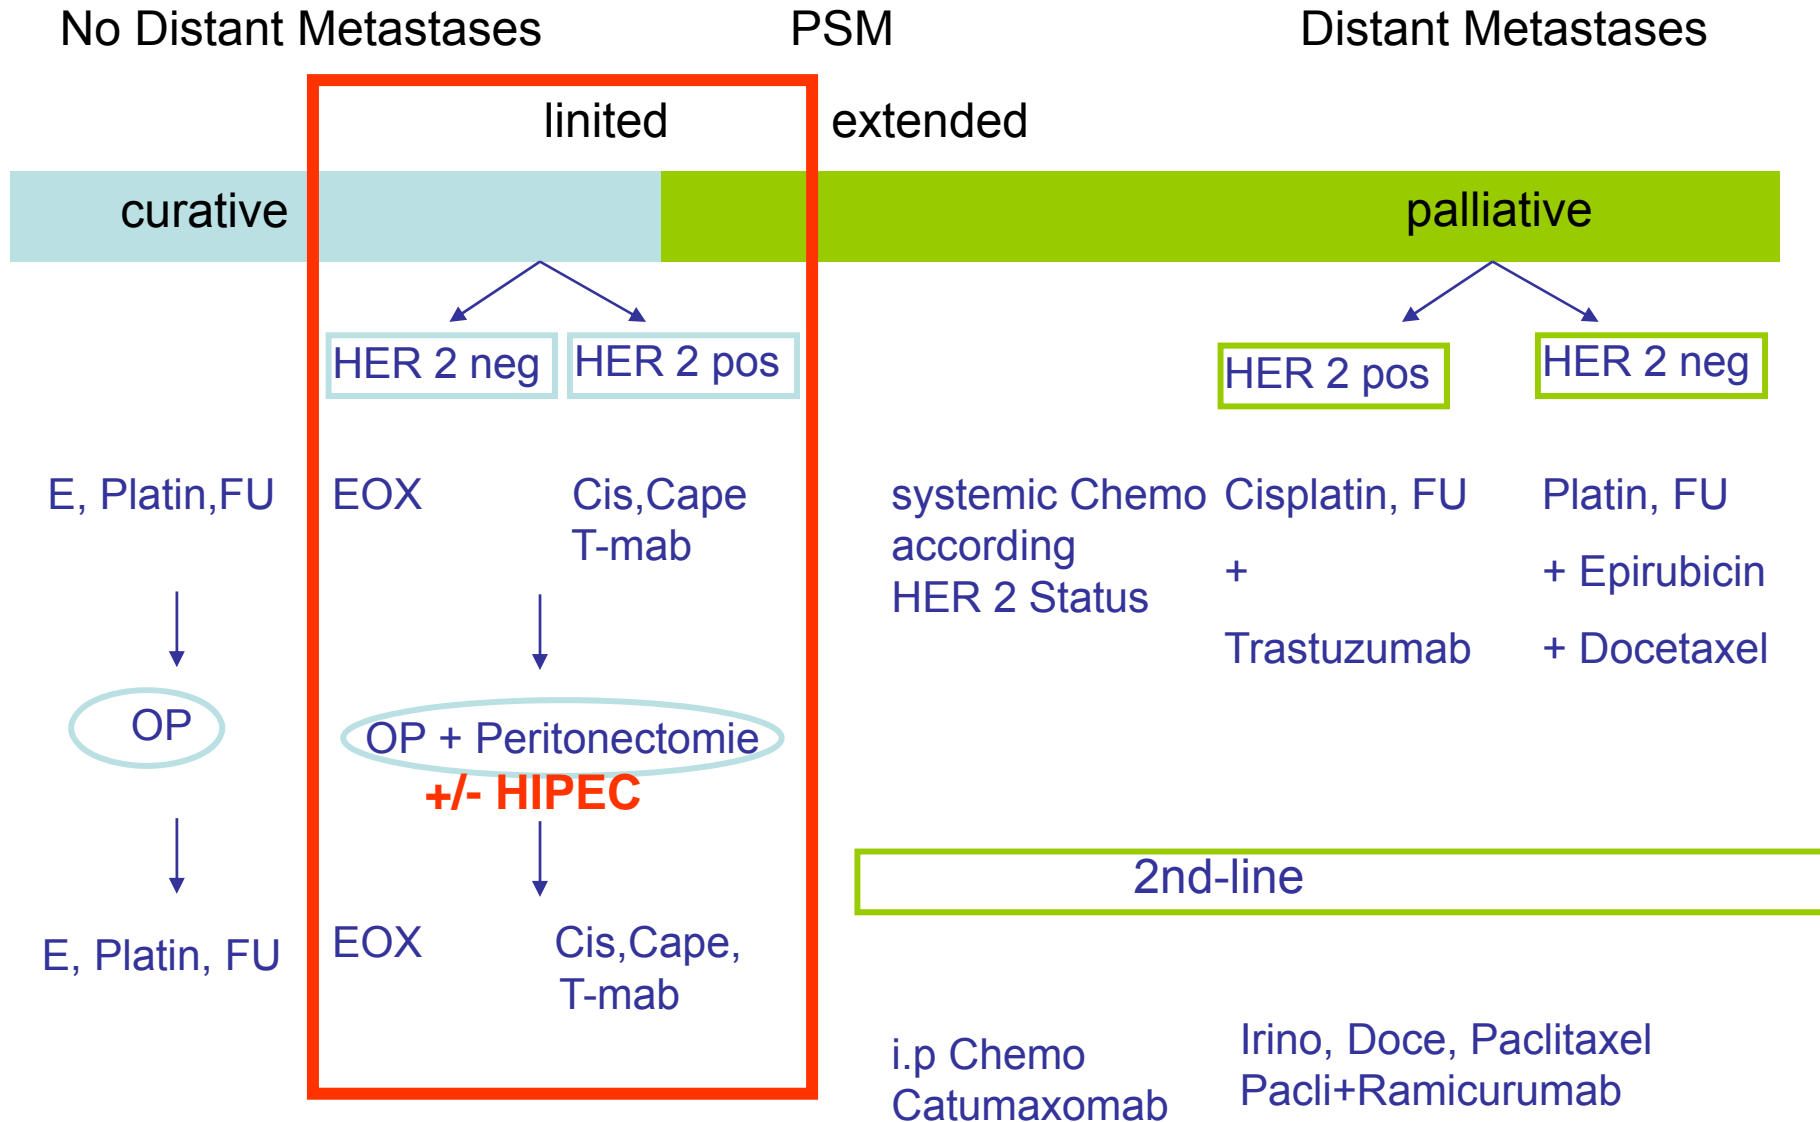 No Distant Metastases
PSM
Distant Metastases
linited
extended
curative
palliative
HER 2 neg
HER 2 pos
HER 2 pos
HER 2 neg
E, Platin,FU
EOX
Cis,Cape
T-mab
systemic Chemo
according
HER 2 Status
Cisplatin, FU
+
Trastuzumab
Platin, FU
+ Epirubicin
+ Docetaxel
OP
OP + Peritonectomie
+/- HIPEC
2nd-line
E, Platin, FU
EOX
Cis,Cape,
T-mab
i.p Chemo
Catumaxomab
Irino, Doce, Paclitaxel
Pacli+Ramicurumab